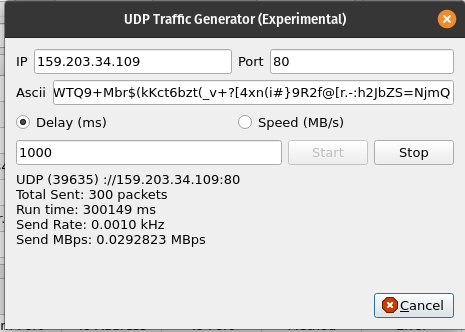 UDP Traffic Generator (Experimental)
IP 159.203.34.109 Port 80
Ascii WTQ9+Mbr$(kKct6bzt(_v+?[4xn(i#}9R2f@[r.-:h2JbZS=NjmQ
Delay (ms) Speed (MB/s)
1000 Start Stop
UDP (39635) ://159.203.34.109:80
Total Sent: 300 packets
Run time: 300149 ms
Send Rate: 0.0010 kHz
Send MBps: 0.0292823 MBps
Cancel